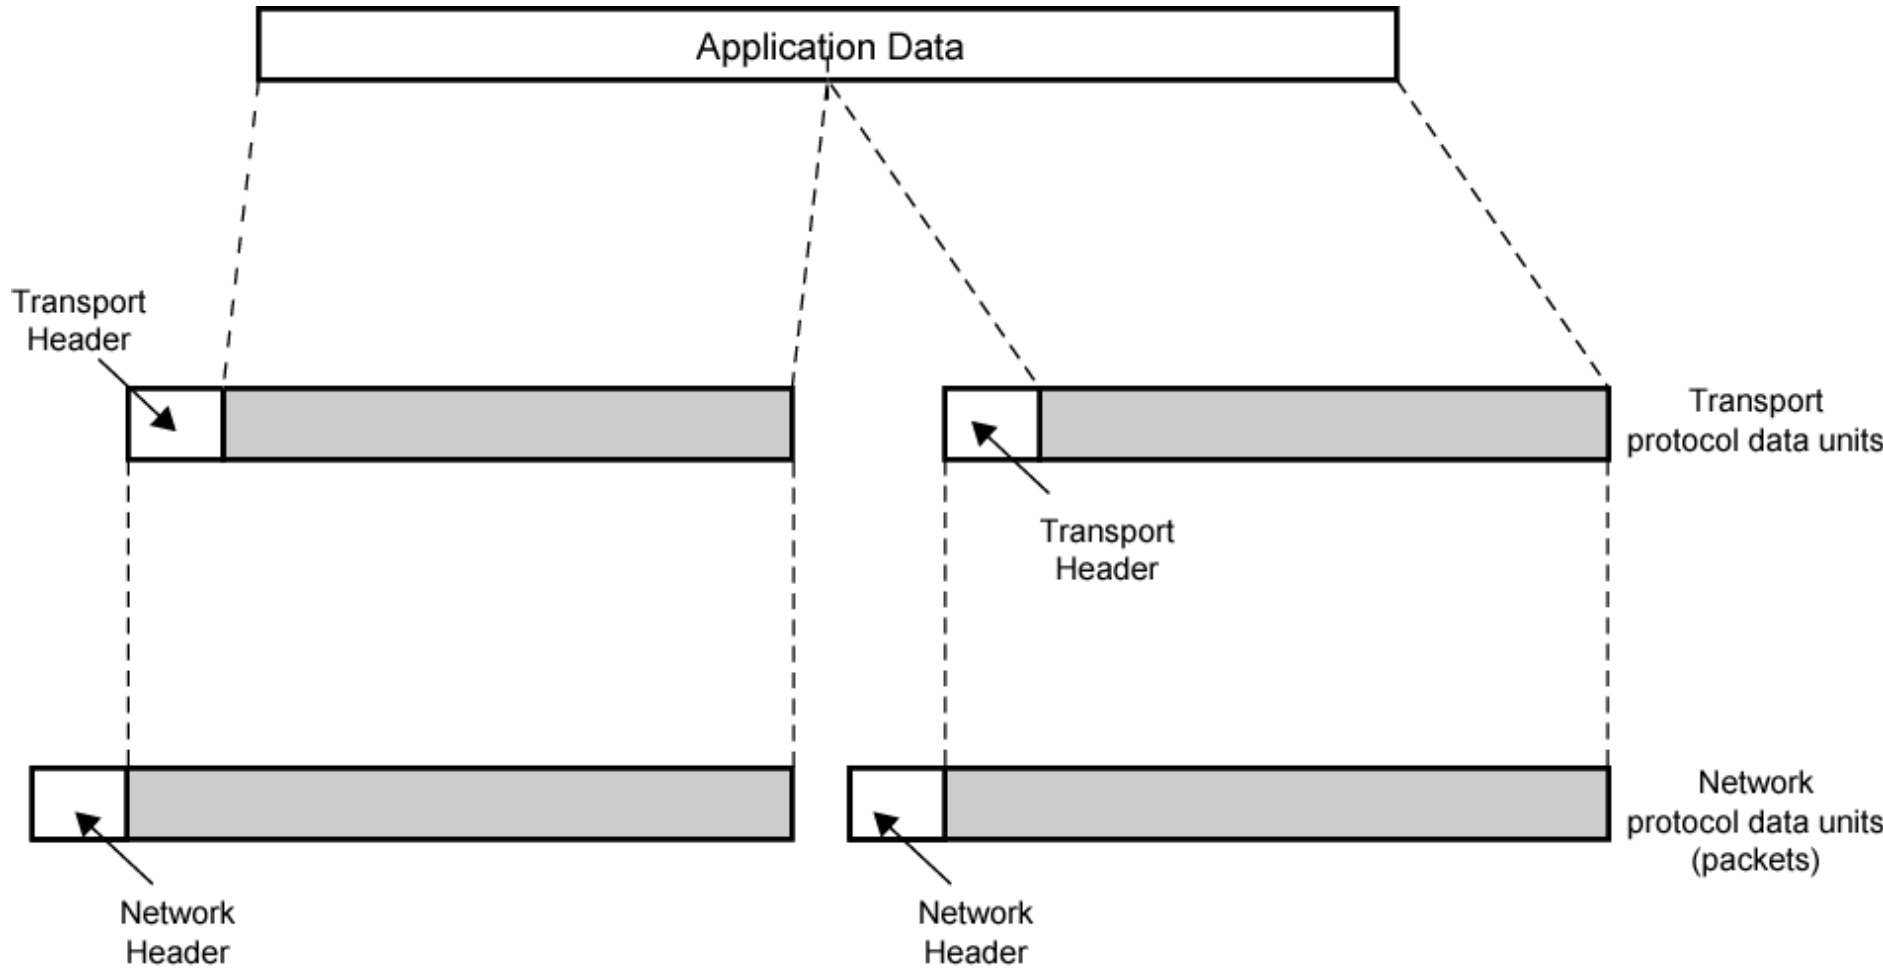 Application Data
Transport
Header
Transport
protocol data units
Transport
Header
Network
protocol data units
(packets)
Network
Header
Network
Header